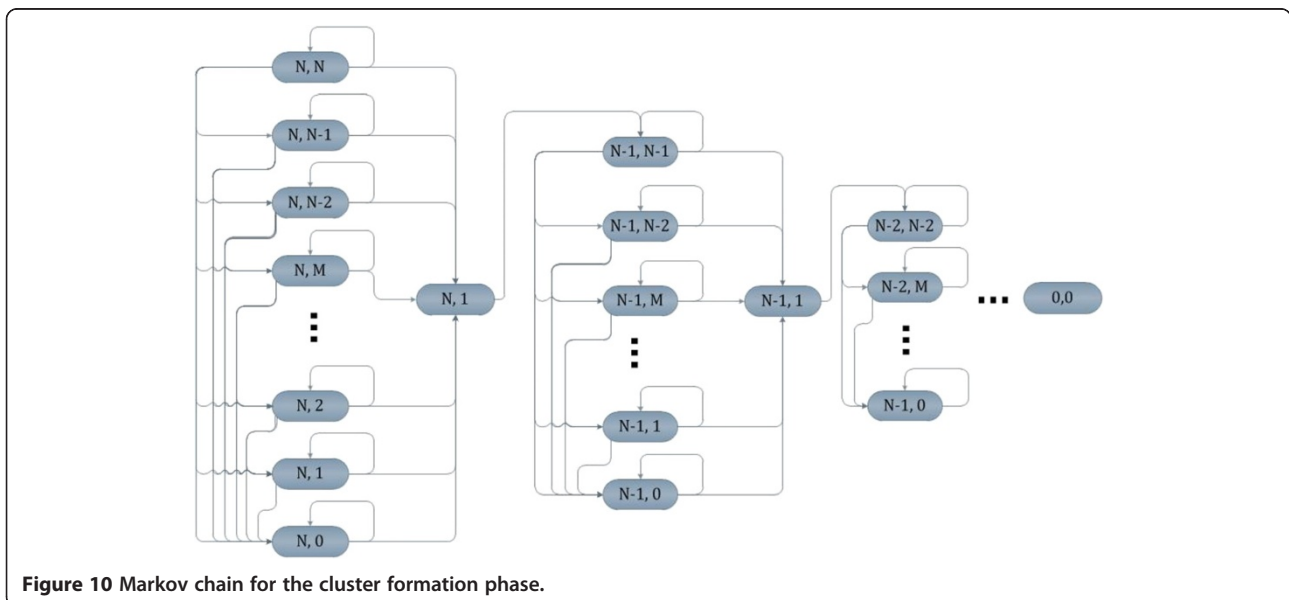 N, N
N, N-1
N, N-2
N, M
N, 2
N, 1
N, 0
N, 1
N-1, N-1
N-1, N-2
N-1, M
N-1, 1
N-1, 0
N-1, 1
N-2, N-2
N-2, M
N-1, 0
0,0
Figure 10 Markov chain for the cluster formation phase.